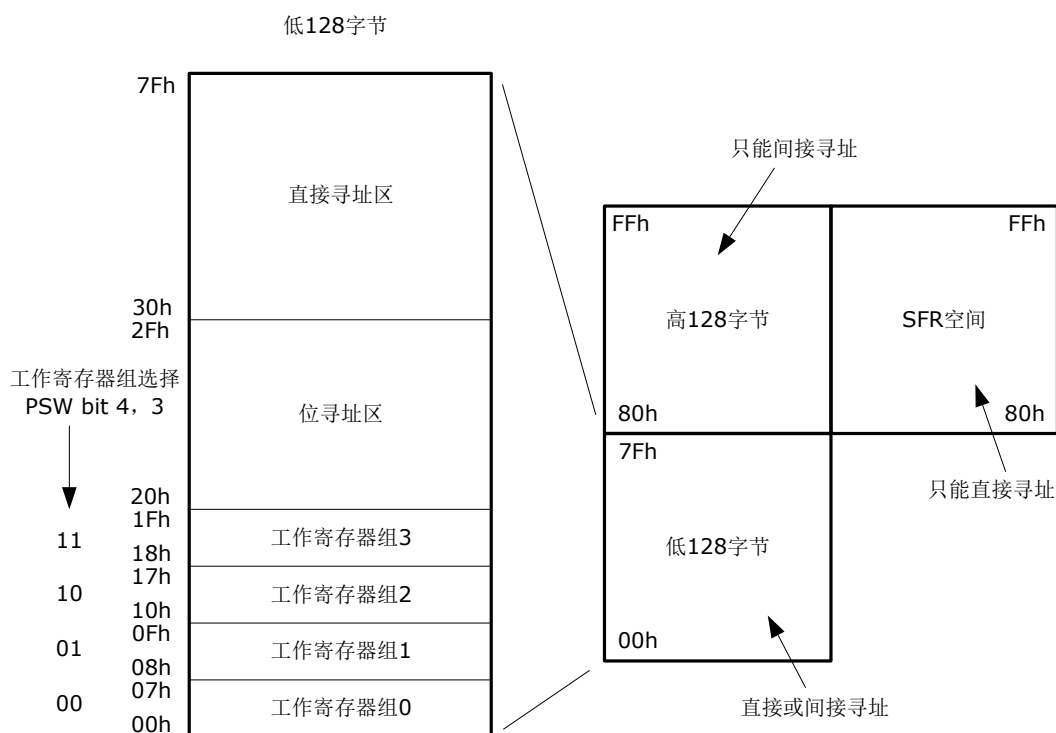 低128字节
7Fh
直接寻址区
30h
2Fh
工作寄存器组选择
PSW bit 4，3
位寻址区
20h
1Fh
11
工作寄存器组3
18h
17h
10
工作寄存器组2
10h
0Fh
01
工作寄存器组1
08h
07h
00
工作寄存器组0
00h
只能间接寻址
FFh
FFh
高128字节
SFR空间
80h
80h
7Fh
只能直接寻址
低128字节
00h
直接或间接寻址